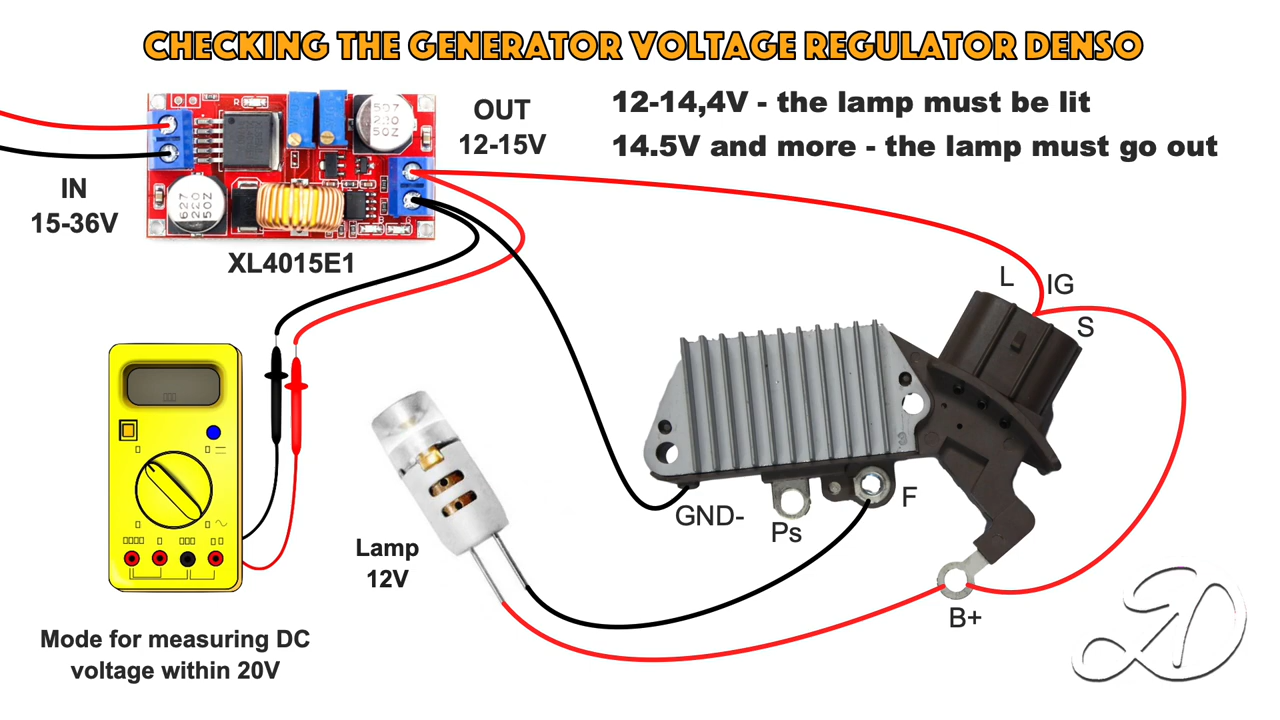 CHECKING THE GENERATOR VOLTAGE REGULATOR DENSO
OUT
12-15V
12-14,4V - the lamp must be lit
14.5V and more - the lamp must go out
IN
15-36V
XL4015E1
L
IG
S
GND-
Ps
F
B+
Lamp
12V
Mode for measuring DC
voltage within 20V